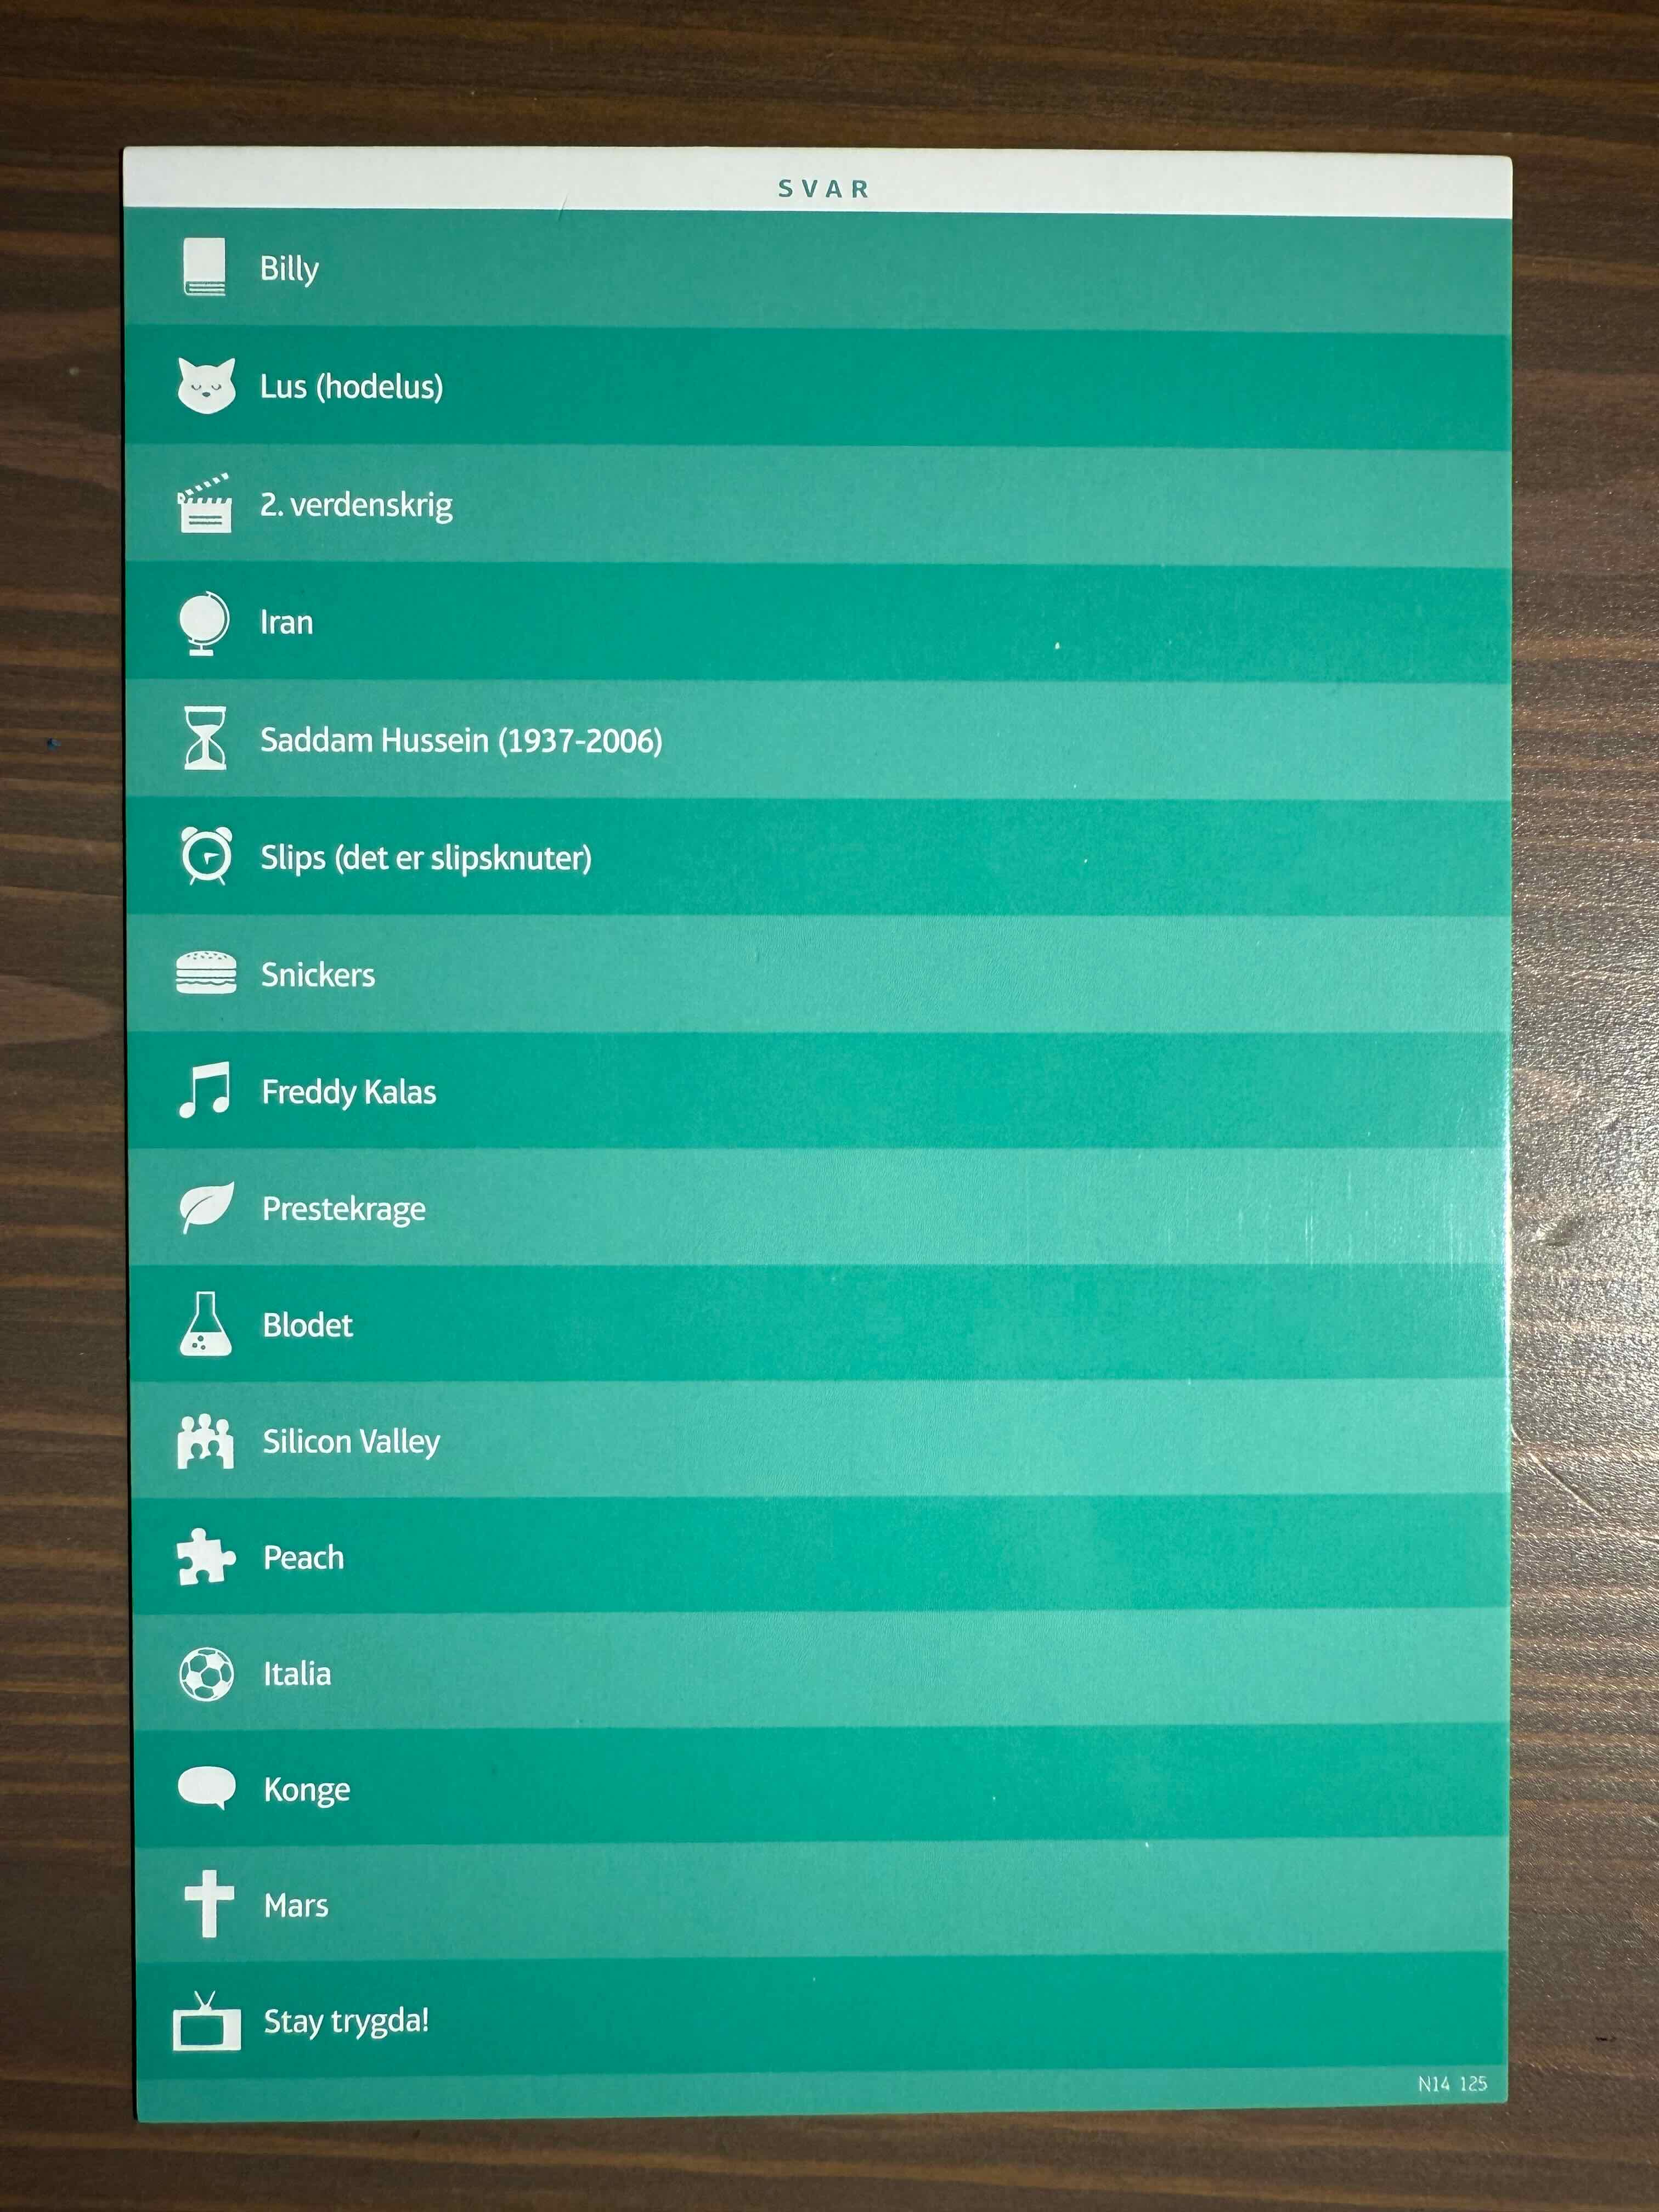 SVAR
Billy
Lus (hodelus)
2. verdenskrig
Iran
Saddam Hussein (1937-2006)
Slips (det er slipsknuter)
Snickers
Freddy Kalas
Prestekrage
Blodet
Silicon Valley
Peach
Italia
Konge
Mars
Stay trygda!
N14 125